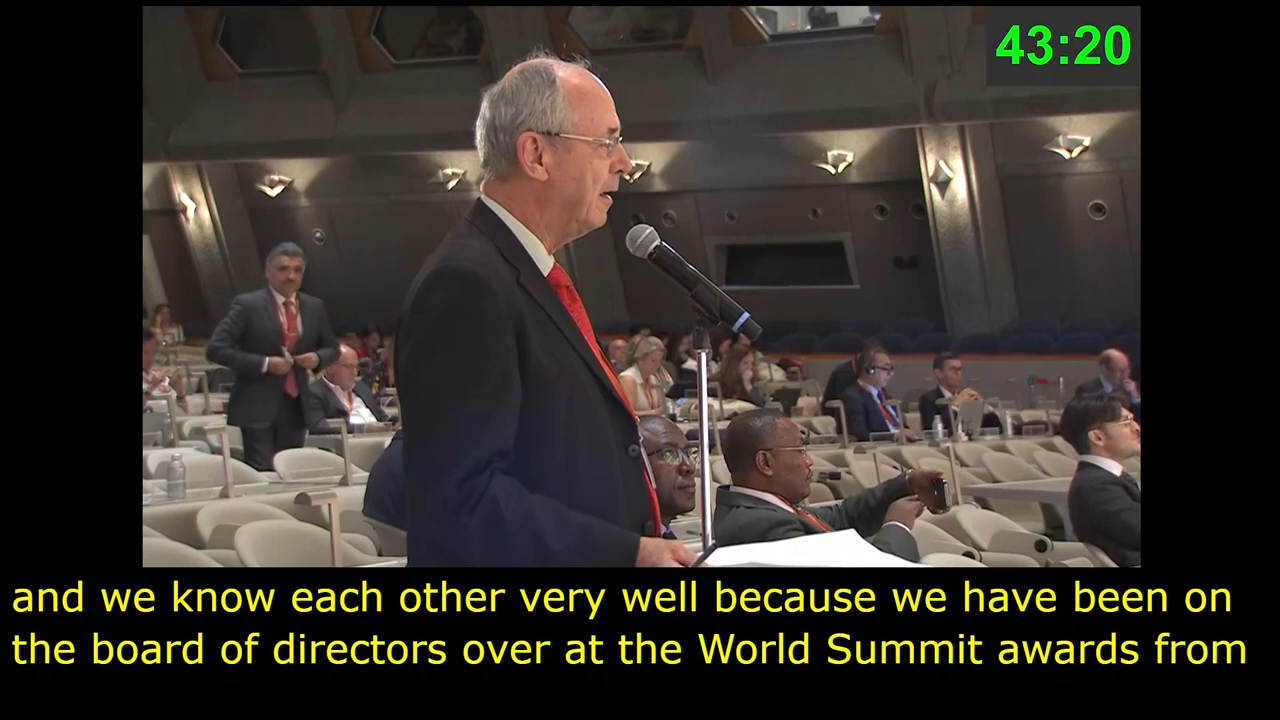 43:20
and we know each other very well because we have been on
the board of directors over at the World Summit awards from